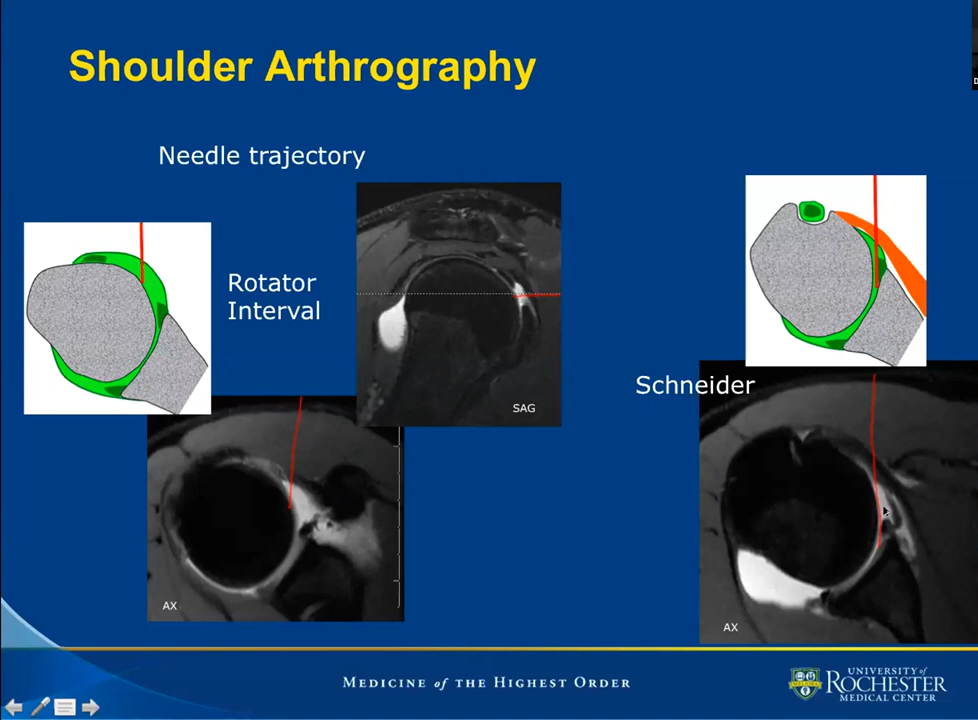 Shoulder Arthrography
Needle trajectory
Rotator
Interval
SAG
Schneider
AX
AX
MEDICINE of THE HIGHEST ORDER
UNIVERSITY of
ROCHESTER
MEDICAL CENTER